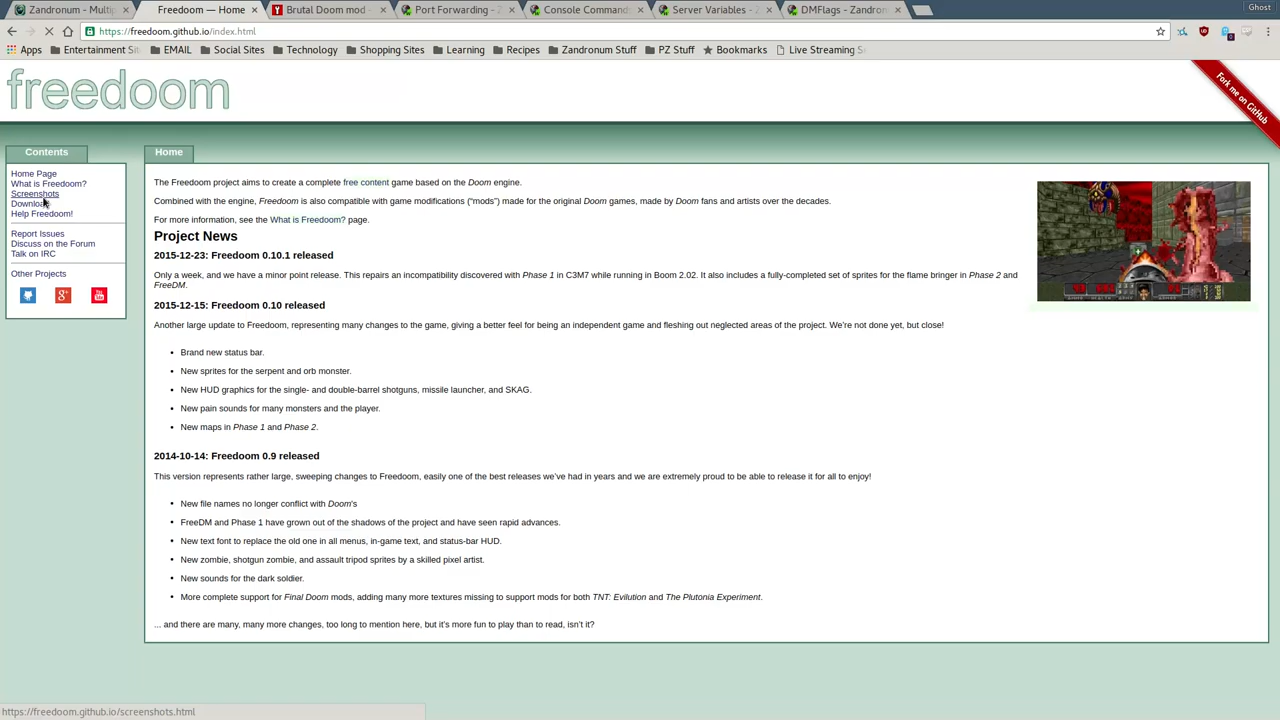 Zandronum - Multip
Freedoom — Home
Brutal Doom mod -
Port Forwarding - Z
Console Command
Server Variables - Z
DMFlags - Zandron
Ghost
https://freedoom.github.io/index.html
Apps
Entertainment Sit
EMAIL
Social Sites
Technology
Shopping Sites
Learning
Recipes
Zandronum Stuff
PZ Stuff
Bookmarks
Live Streaming S
freedoom
Fork me on GitHub
Contents
Home Page
What is Freedoom?
Screenshots
Downloa
Help Freedoom!
Report Issues
Discuss on the Forum
Talk on IRC
Other Projects
Home
The Freedoom project aims to create a complete free content game based on the Doom engine.
Combined with the engine, Freedoom is also compatible with game modifications (“mods”) made for the original Doom games, made by Doom fans and artists over the decades.
For more information, see the What is Freedoom? page.
Project News
2015-12-23: Freedoom 0.10.1 released
Only a week, and we have a minor point release. This repairs an incompatibility discovered with Phase 1 in C3M7 while running in Boom 2.02. It also includes a fully-completed set of sprites for the flame bringer in Phase 2 and
FreeDM.
2015-12-15: Freedoom 0.10 released
Another large update to Freedoom, representing many changes to the game, giving a better feel for being an independent game and fleshing out neglected areas of the project. We’re not done yet, but close!
• Brand new status bar.
• New sprites for the serpent and orb monster.
• New HUD graphics for the single- and double-barrel shotguns, missile launcher, and SKAG.
• New pain sounds for many monsters and the player.
• New maps in Phase 1 and Phase 2.
2014-10-14: Freedoom 0.9 released
This version represents rather large, sweeping changes to Freedoom, easily one of the best releases we’ve had in years and we are extremely proud to be able to release it for all to enjoy!
• New file names no longer conflict with Doom’s
• FreeDM and Phase 1 have grown out of the shadows of the project and have seen rapid advances.
• New text font to replace the old one in all menus, in-game text, and status-bar HUD.
• New zombie, shotgun zombie, and assault tripod sprites by a skilled pixel artist.
• New sounds for the dark soldier.
• More complete support for Final Doom mods, adding many more textures missing to support mods for both TNT: Evilution and The Plutonia Experiment.
... and there are many, many more changes, too long to mention here, but it’s more fun to play than to read, isn’t it?
https://freedoom.github.io/screenshots.html